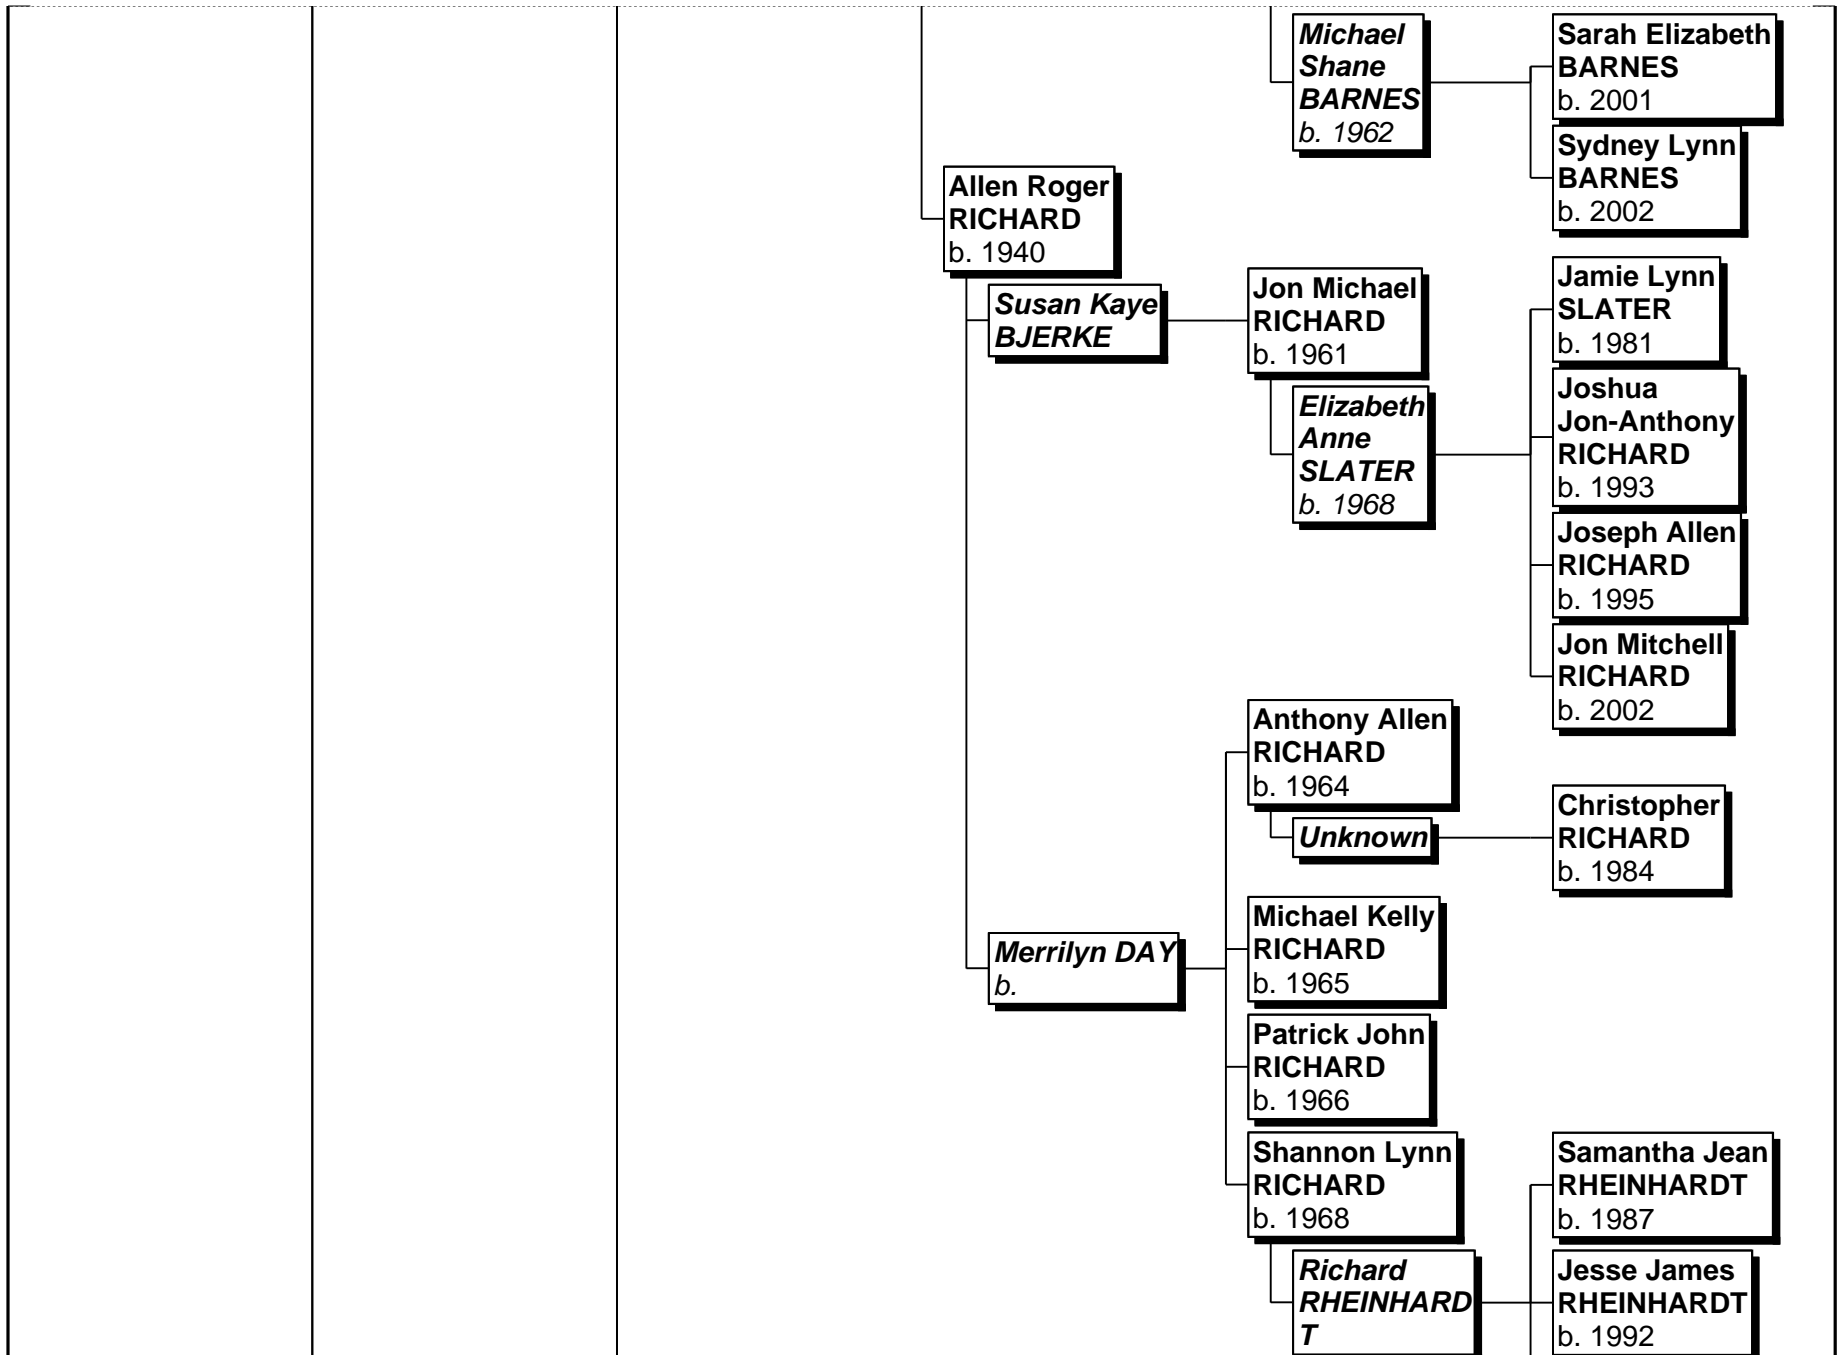 Michael
Shane
BARNES
b. 1962
Sarah Elizabeth
BARNES
b. 2001
Sydney Lynn
BARNES
b. 2002
Allen Roger
RICHARD
b. 1940
Susan Kaye
BJERKE
Jon Michael
RICHARD
b. 1961
Elizabeth
Anne
SLATER
b. 1968
Jamie Lynn
SLATER
b. 1981
Joshua
Jon-Anthony
RICHARD
b. 1993
Joseph Allen
RICHARD
b. 1995
Jon Mitchell
RICHARD
b. 2002
Merrilyn DAY
b.
Anthony Allen
RICHARD
b. 1964
Unknown
Christopher
RICHARD
b. 1984
Michael Kelly
RICHARD
b. 1965
Patrick John
RICHARD
b. 1966
Shannon Lynn
RICHARD
b. 1968
Richard
RHEINHARD
T
Samantha Jean
RHEINHARDT
b. 1987
Jesse James
RHEINHARDT
b. 1992